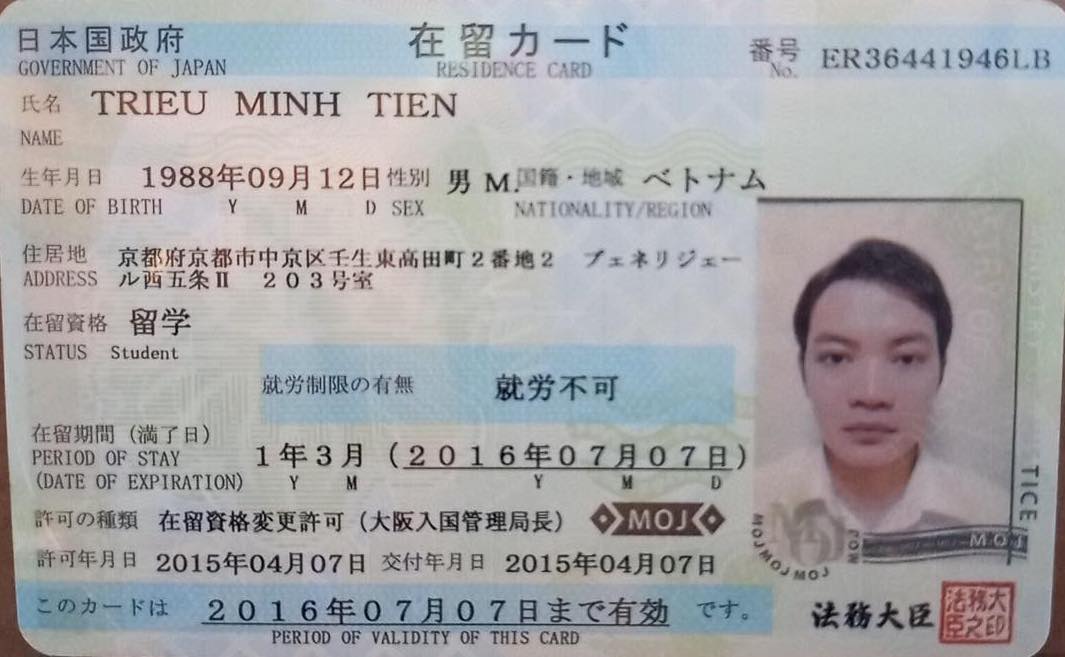 日本国政府 在留カード 番号 ER36441946LB
GOVERNMENT OF JAPAN RESIDENCE CARD No.
氏名 TRIEU MINH TIEN
NAME
生年月日 1988年09月12日 性別 男 M. 国籍・地域 ベトナム
DATE OF BIRTH Y M D SEX NATIONALITY/REGION
住居地 京都府京都市中京区壬生東高田町2番地2 ブェネリジェー
ADDRESS ル西五条Ⅱ 203号室
在留資格 留学
STATUS Student
就労制限の有無 就労不可
在留期間(満了日)
PERIOD OF STAY 1年3月(2016年07月07日)
(DATE OF EXPIRATION) Y M Y M D
許可の種類 在留資格変更許可(大阪入国管理局長) MOJ
許可年月日 2015年04月07日 交付年月日 2015年04月07日
このカードは 2016年07月07日まで有効 です。
PERIOD OF VALIDITY OF THIS CARD
法務大臣
法務大
臣之印
MOJ
TICE
MOJ MOJ MOJ MOJ